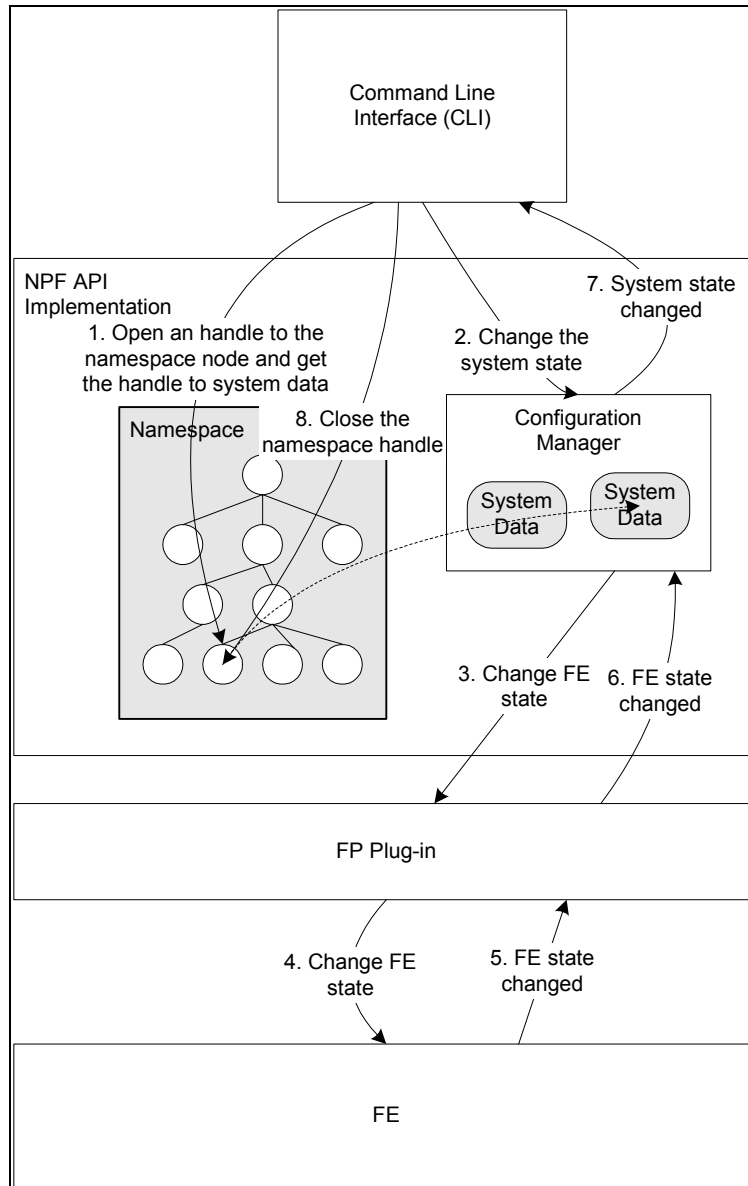 Command Line
Interface (CLI)
NPF API
Implementation
1. Open an handle to the
namespace node and get
the handle to system data
2. Change the
system state
7. System state
changed
Namespace
8. Close the
namespace handle
Configuration
Manager
System
Data
System
Data
3. Change FE
state
6. FE state
changed
FP Plug-in
4. Change FE
state
5. FE state
changed
FE